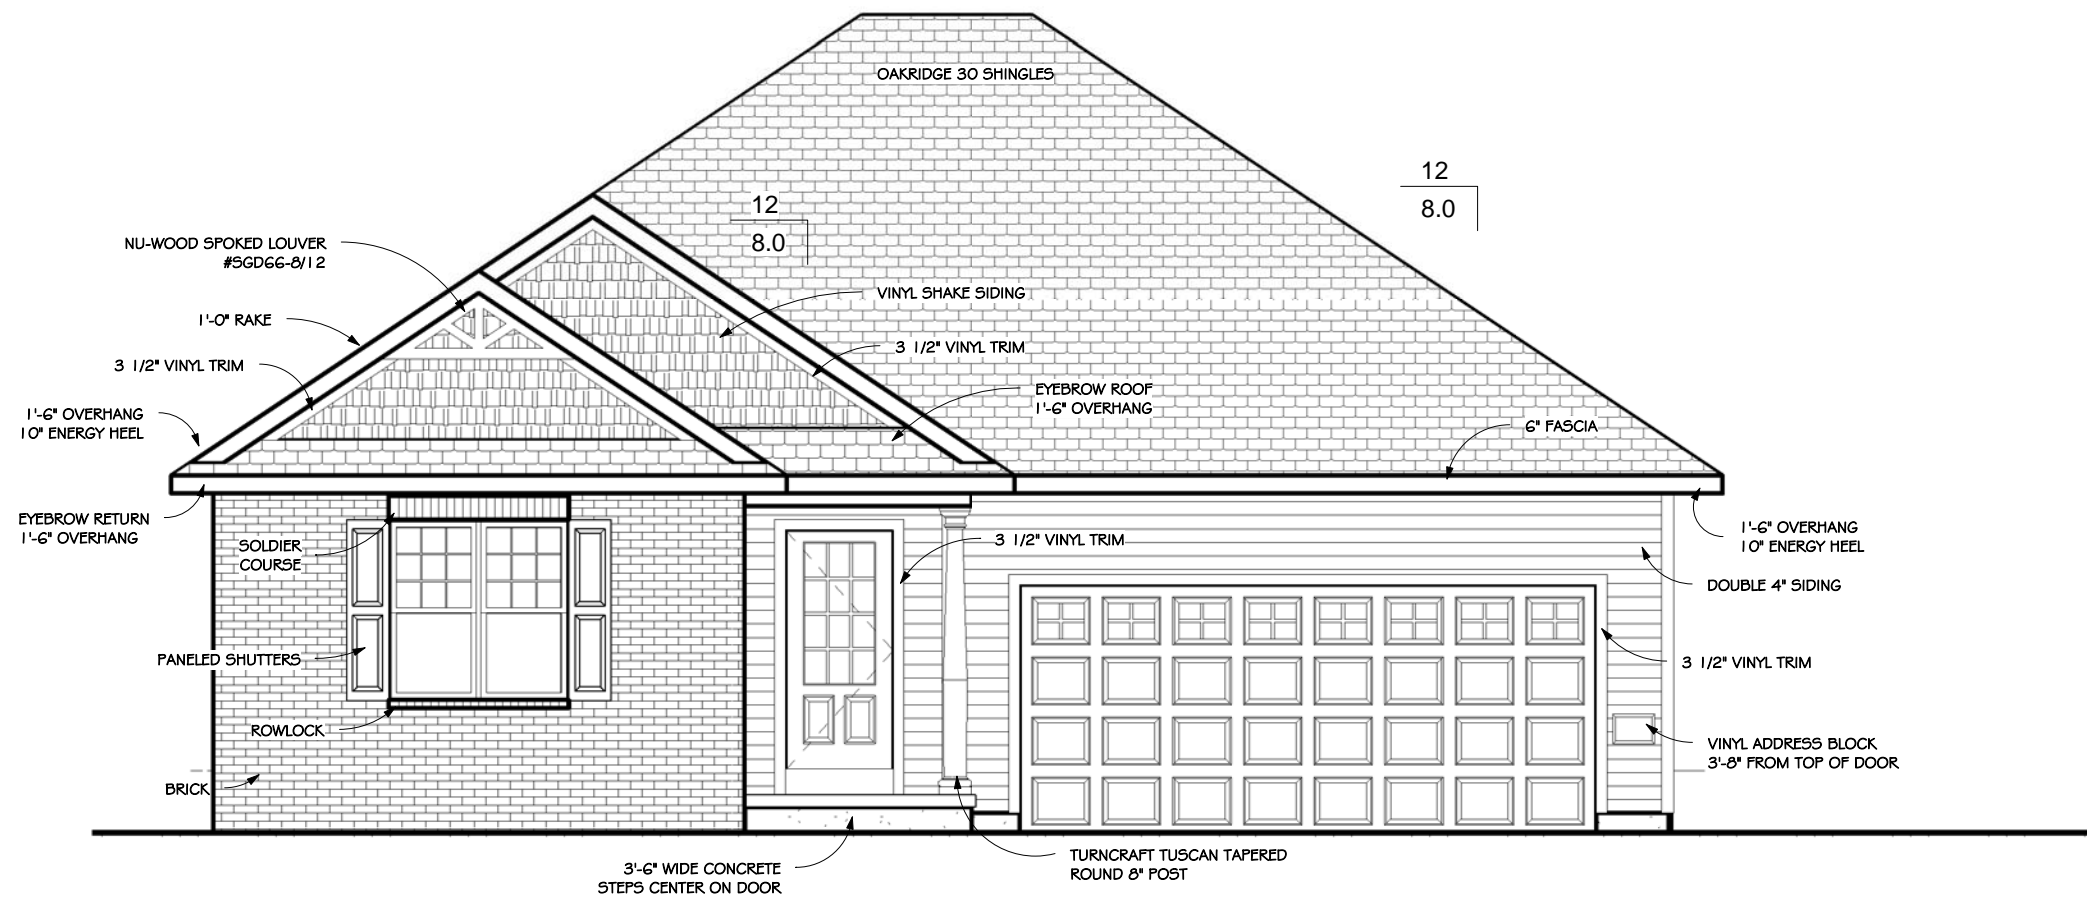 OAKRIDGE 30 SHINGLES
12
8.0
12
8.0
NU-WOOD SPOKED LOUVER
#SGD66-8/12
VINYL SHAKE SIDING
1'-0" RAKE
3 1/2" VINYL TRIM
3 1/2" VINYL TRIM
EYEBROW ROOF
1'-6" OVERHANG
1'-6" OVERHANG
10" ENERGY HEEL
6" FASCIA
EYEBROW RETURN
1'-6" OVERHANG
1'-6" OVERHANG
10" ENERGY HEEL
SOLDIER
COURSE
3 1/2" VINYL TRIM
DOUBLE 4" SIDING
PANELED SHUTTERS
3 1/2" VINYL TRIM
ROWLOCK
VINYL ADDRESS BLOCK
3'-8" FROM TOP OF DOOR
BRICK
3'-6" WIDE CONCRETE
STEPS CENTER ON DOOR
TURNCRAFT TUSCAN TAPERED
ROUND 8" POST